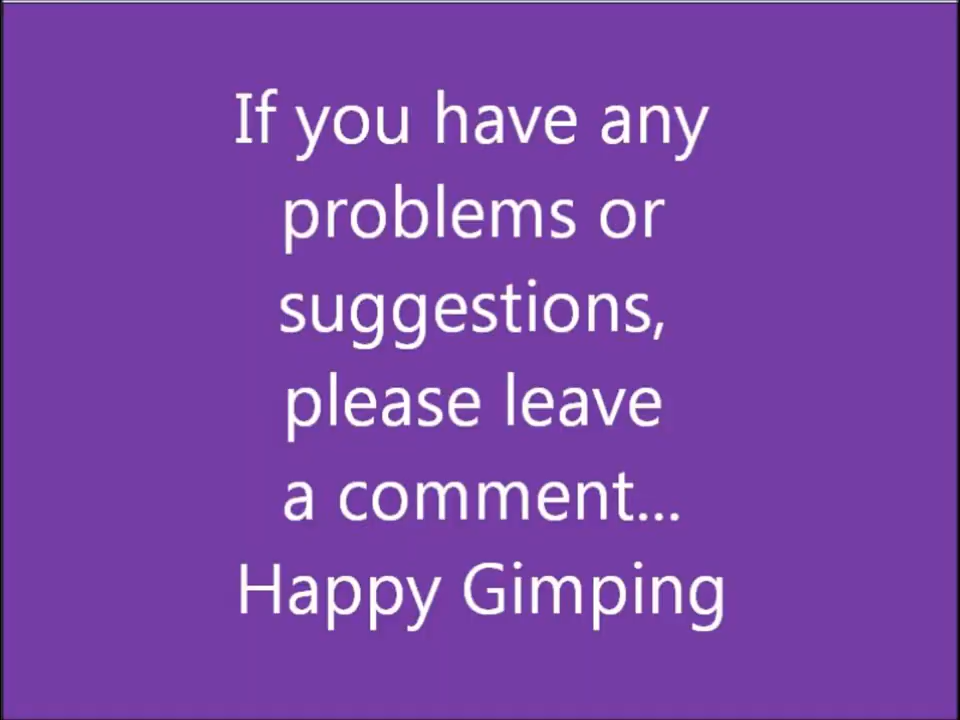 If you have any
problems or
suggestions,
please leave
a comment...
Happy Gimping